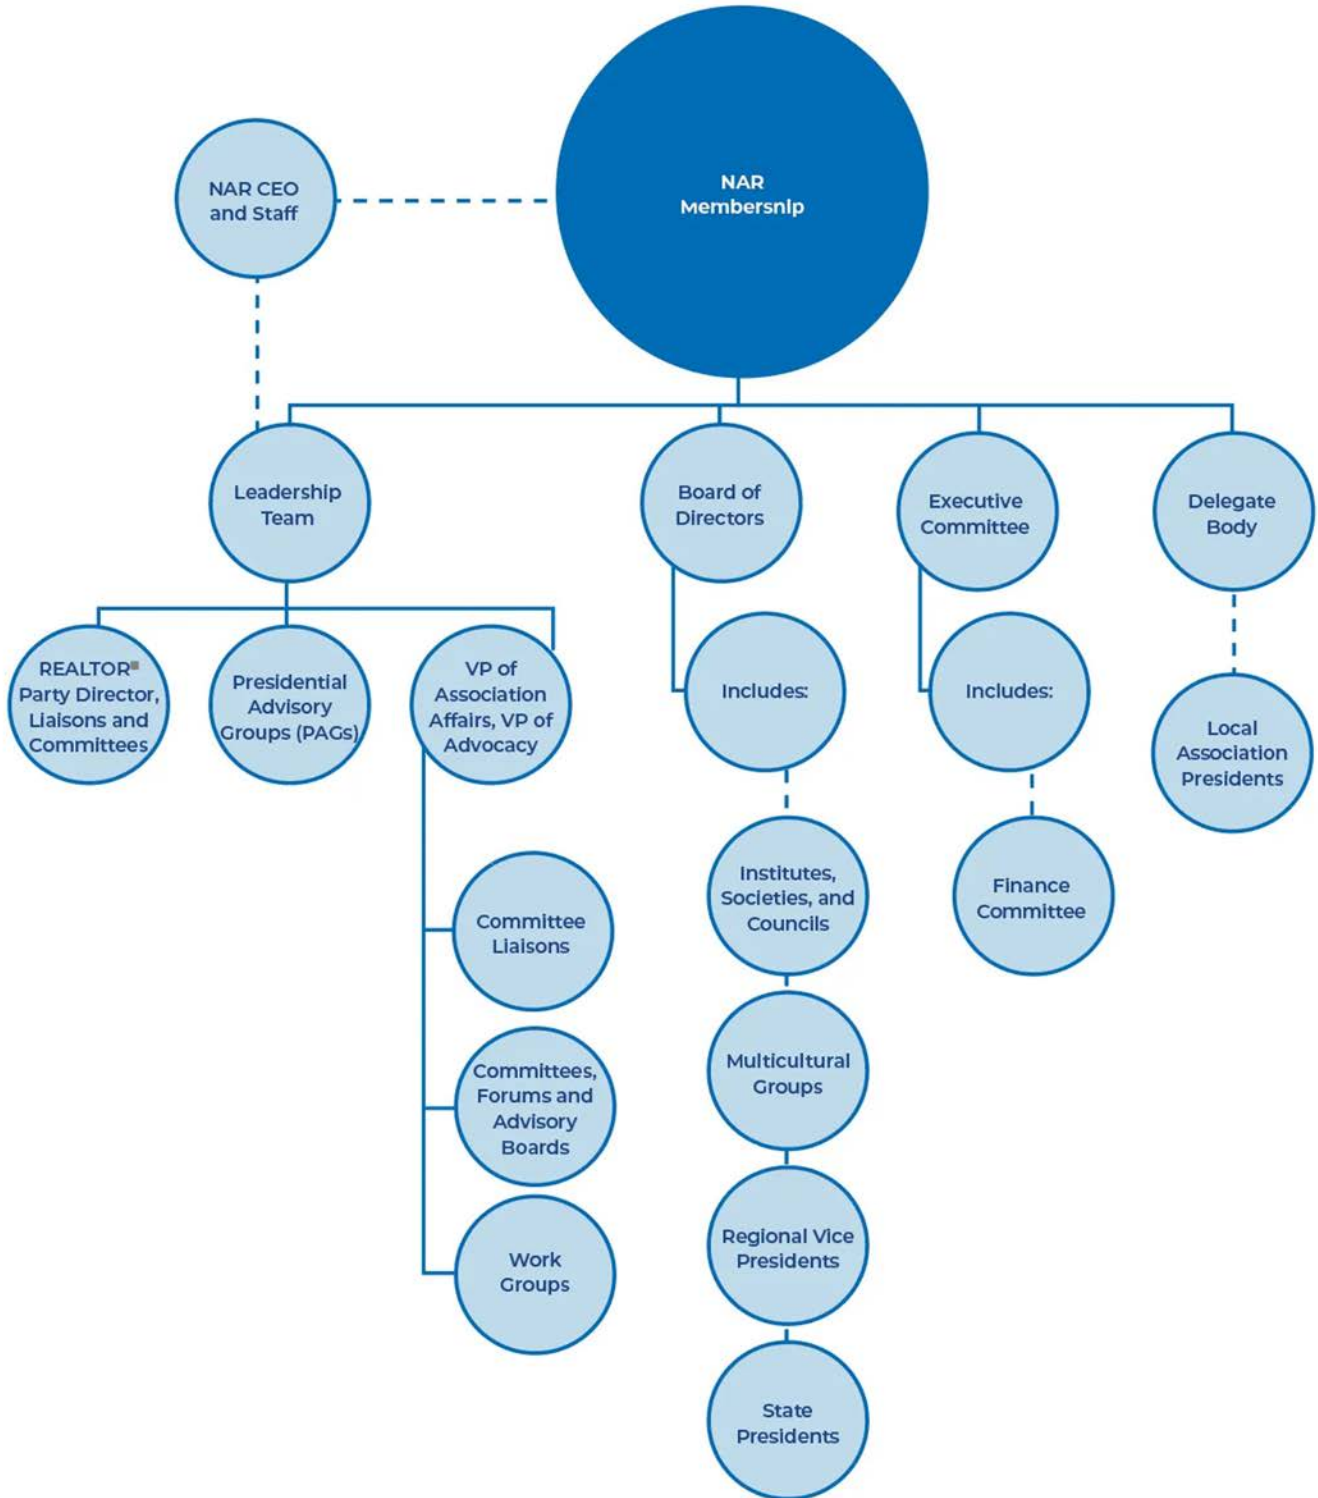 NAR
Membership
NAR CEO
and Staff
Leadership
Team
Board of
Directors
Executive
Committee
Delegate
Body
REALTOR®
Party Director,
Liaisons and
Committees
Presidential
Advisory
Groups (PAGs)
VP of
Association
Affairs, VP of
Advocacy
Includes:
Includes:
Local
Association
Presidents
Committee
Liaisons
Institutes,
Societies, and
Councils
Finance
Committee
Committees,
Forums and
Advisory
Boards
Multicultural
Groups
Work
Groups
Regional Vice
Presidents
State
Presidents